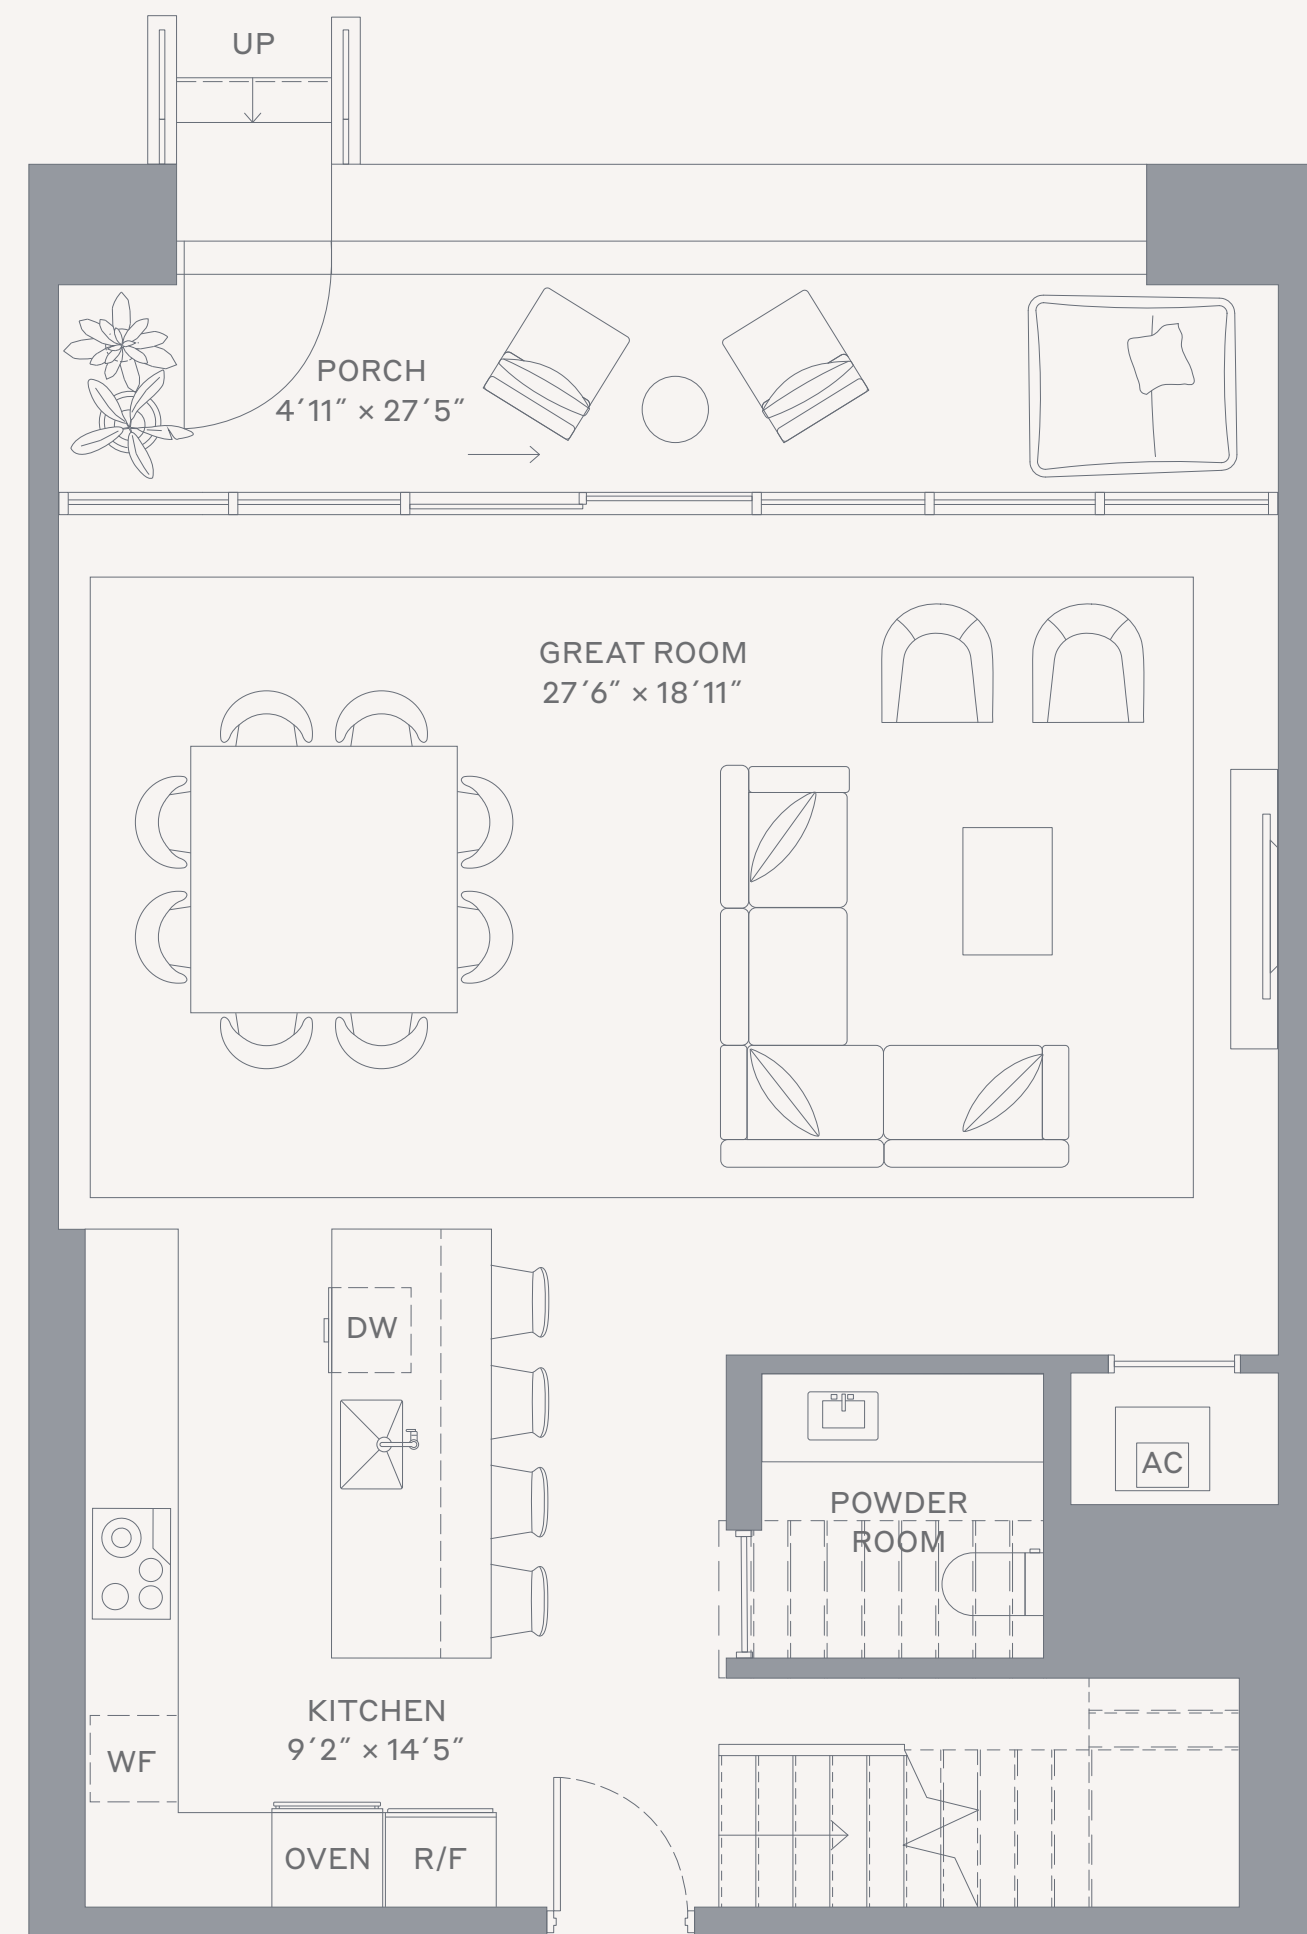 UP
PORCH
4´11˝ × 27´5˝
GREAT ROOM
27´6˝ × 18´11˝
DW
AC
POWDER
ROOM
KITCHEN
9´2˝ × 14´5˝
WF
OVEN
R/F